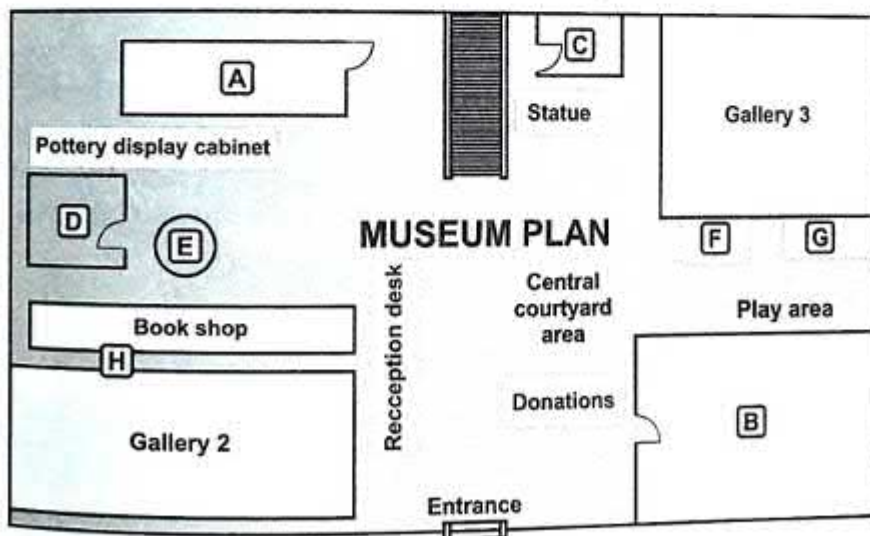 A
C
Statue
Gallery 3
Pottery display cabinet
D
E
MUSEUM PLAN
F
G
Recception desk
Central
courtyard
area
Play area
Book shop
H
Donations
B
Gallery 2
Entrance